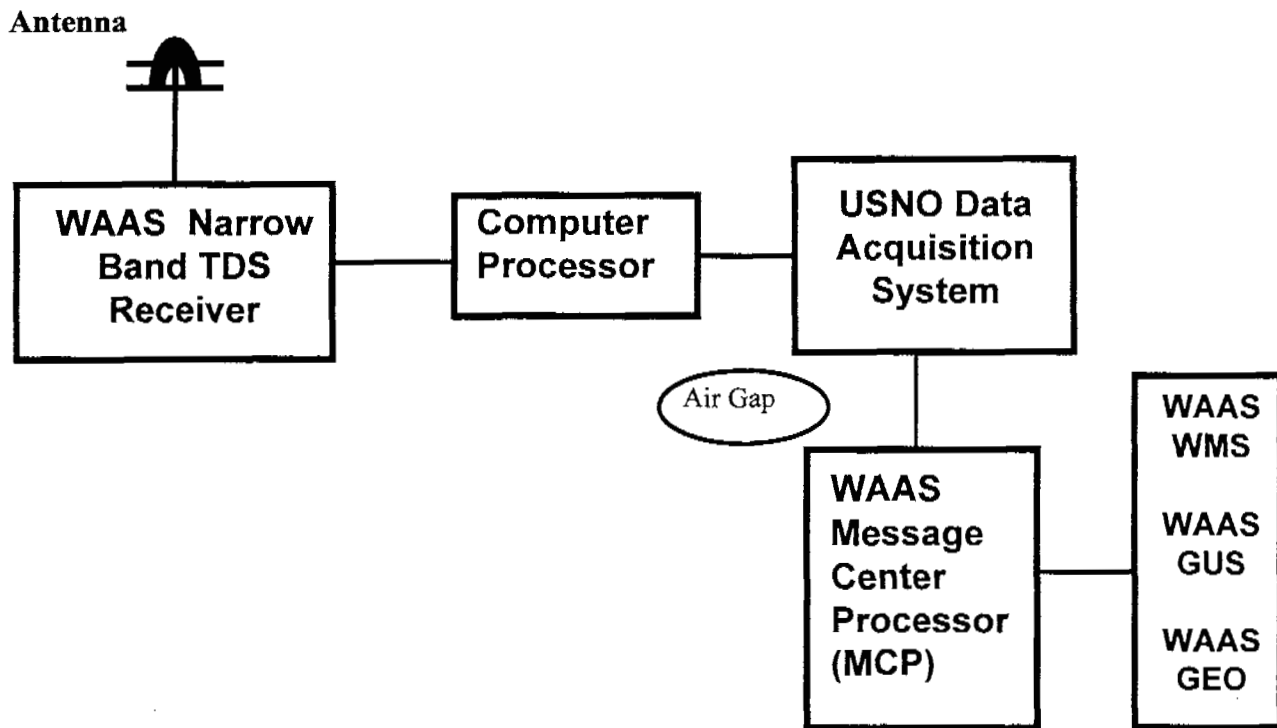 Antenna
WAAS Narrow
Band TDS
Receiver
Computer
Processor
USNO Data
Acquisition
System
Air Gap
WAAS
Message
Center
Processor
(MCP)
WAAS
WMS
WAAS
GUS
WAAS
GEO